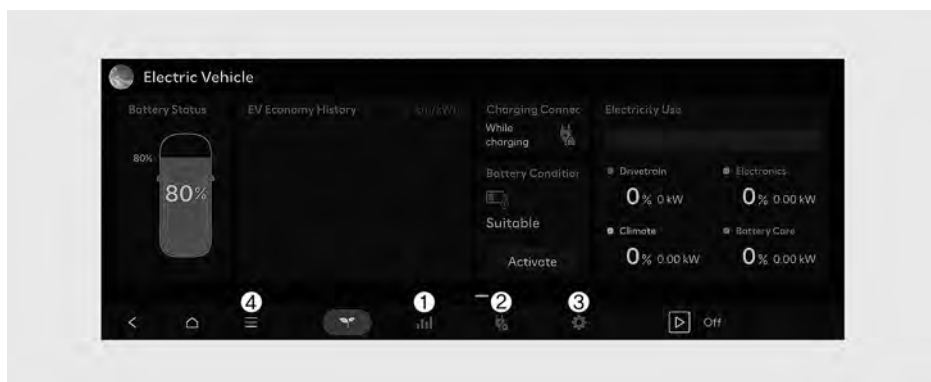 Electric Vehicle
Battery Status
80%
80%
EV Economy History
km/kWh
Charging Connec
While
charging
Battery Condition
Suitable
Activate
Electricity Use
Drivetrain
0% 0 kW
Electronics
0% 0.00 kW
Climate
0% 0.00 kW
Battery Care
0% 0.00 kW
4
1
2
3
Off